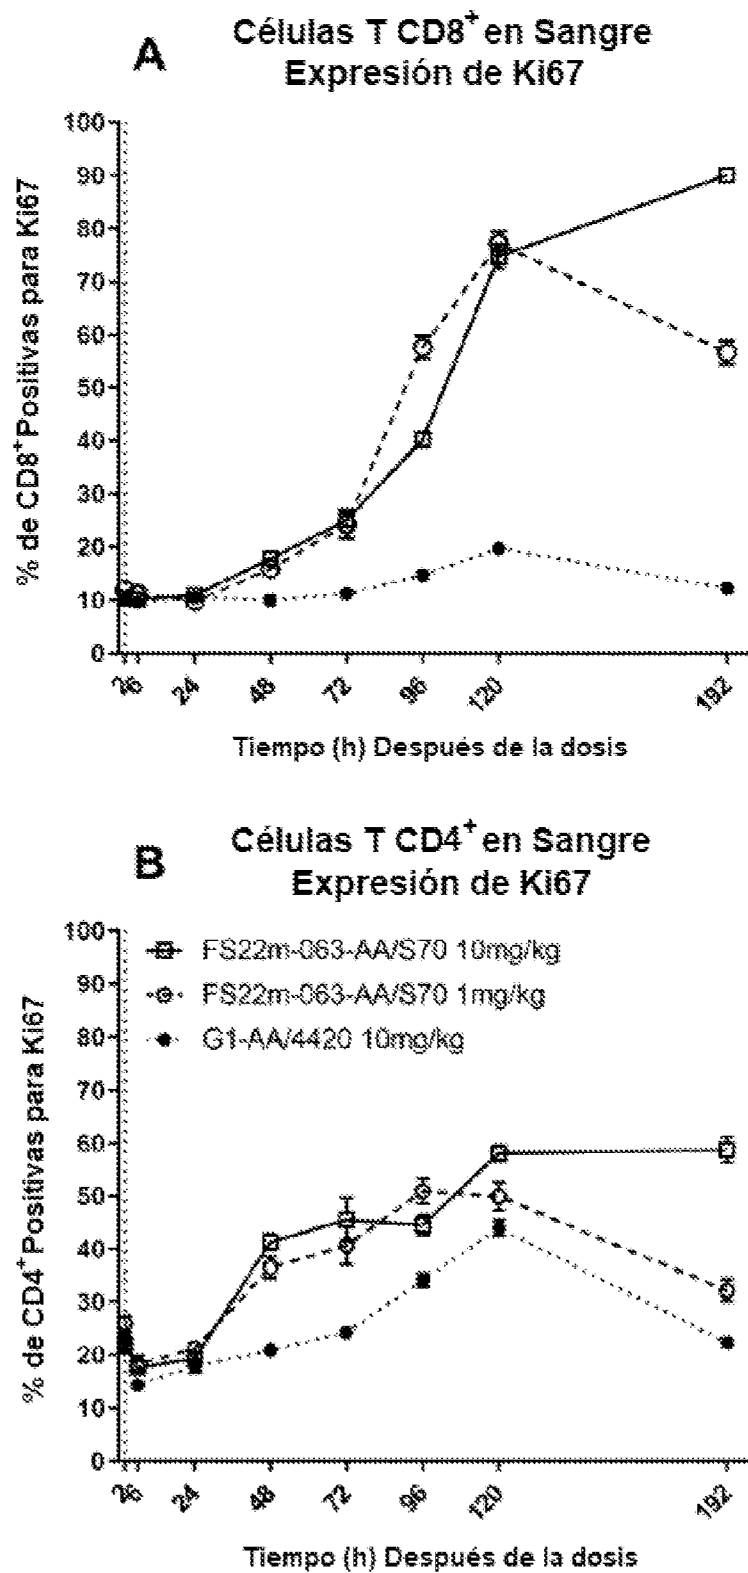 A
Células T CD8+ en Sangre
Expresión de Ki67
% de CD8+ Positivas para Ki67
100
90
80
70
60
50
40
30
20
10
0
2 6 24 48 72 96 120 192
Tiempo (h) Después de la dosis
B
Células T CD4+ en Sangre
Expresión de Ki67
% de CD4+ Positivas para Ki67
100
90
80
70
60
50
40
30
20
10
0
FS22m-063-AA/S70 10mg/kg
FS22m-063-AA/S70 1mg/kg
G1-AA/4420 10mg/kg
2 6 24 48 72 96 120 192
Tiempo (h) Después de la dosis